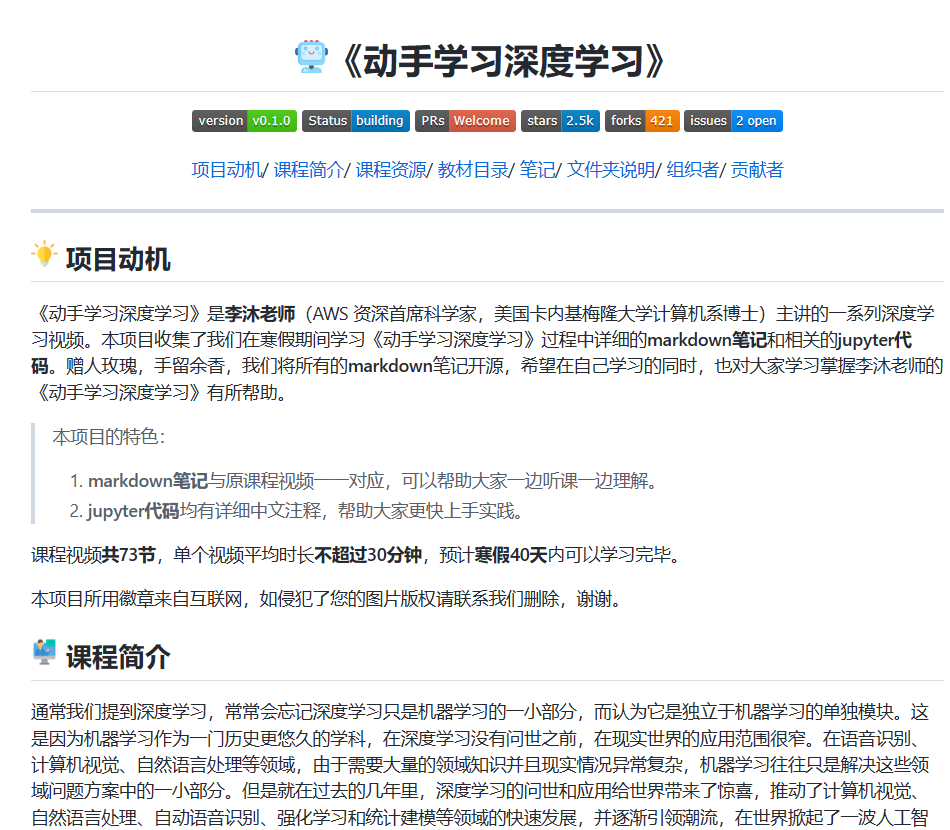 《动手学习深度学习》
version v0.1.0 Status building PRs Welcome stars 2.5k forks 421 issues 2 open
项目动机/ 课程简介/ 课程资源/ 教材目录/ 笔记/ 文件夹说明/ 组织者/ 贡献者
项目动机
《动手学习深度学习》是李沐老师（AWS 资深首席科学家，美国卡内基梅隆大学计算机系博士）主讲的一系列深度学
习视频。本项目收集了我们在寒假期间学习《动手学习深度学习》过程中详细的markdown笔记和相关的jupyter代
码。赠人玫瑰，手留余香，我们将所有的markdown笔记开源，希望在自己学习的同时，也对大家学习掌握李沐老师的
《动手学习深度学习》有所帮助。
本项目的特色：
1. markdown笔记与原课程视频一一对应，可以帮助大家一边听课一边理解。
2. jupyter代码均有详细中文注释，帮助大家更快上手实践。
课程视频共73节，单个视频平均时长不超过30分钟，预计寒假40天内可以学习完毕。
本项目所用徽章来自互联网，如侵犯了您的图片版权请联系我们删除，谢谢。
课程简介
通常我们提到深度学习，常常会忘记深度学习只是机器学习的一小部分，而认为它是独立于机器学习的单独模块。这
是因为机器学习作为一门历史更悠久的学科，在深度学习没有问世之前，在现实世界的应用范围很窄。在语音识别、
计算机视觉、自然语言处理等领域，由于需要大量的领域知识并且现实情况异常复杂，机器学习往往只是解决这些领
域问题方案中的一小部分。但是就在过去的几年里，深度学习的问世和应用给世界带来了惊喜，推动了计算机视觉、
自然语言处理、自动语音识别、强化学习和统计建模等领域的快速发展，并逐渐引领潮流，在世界掀起了一波人工智